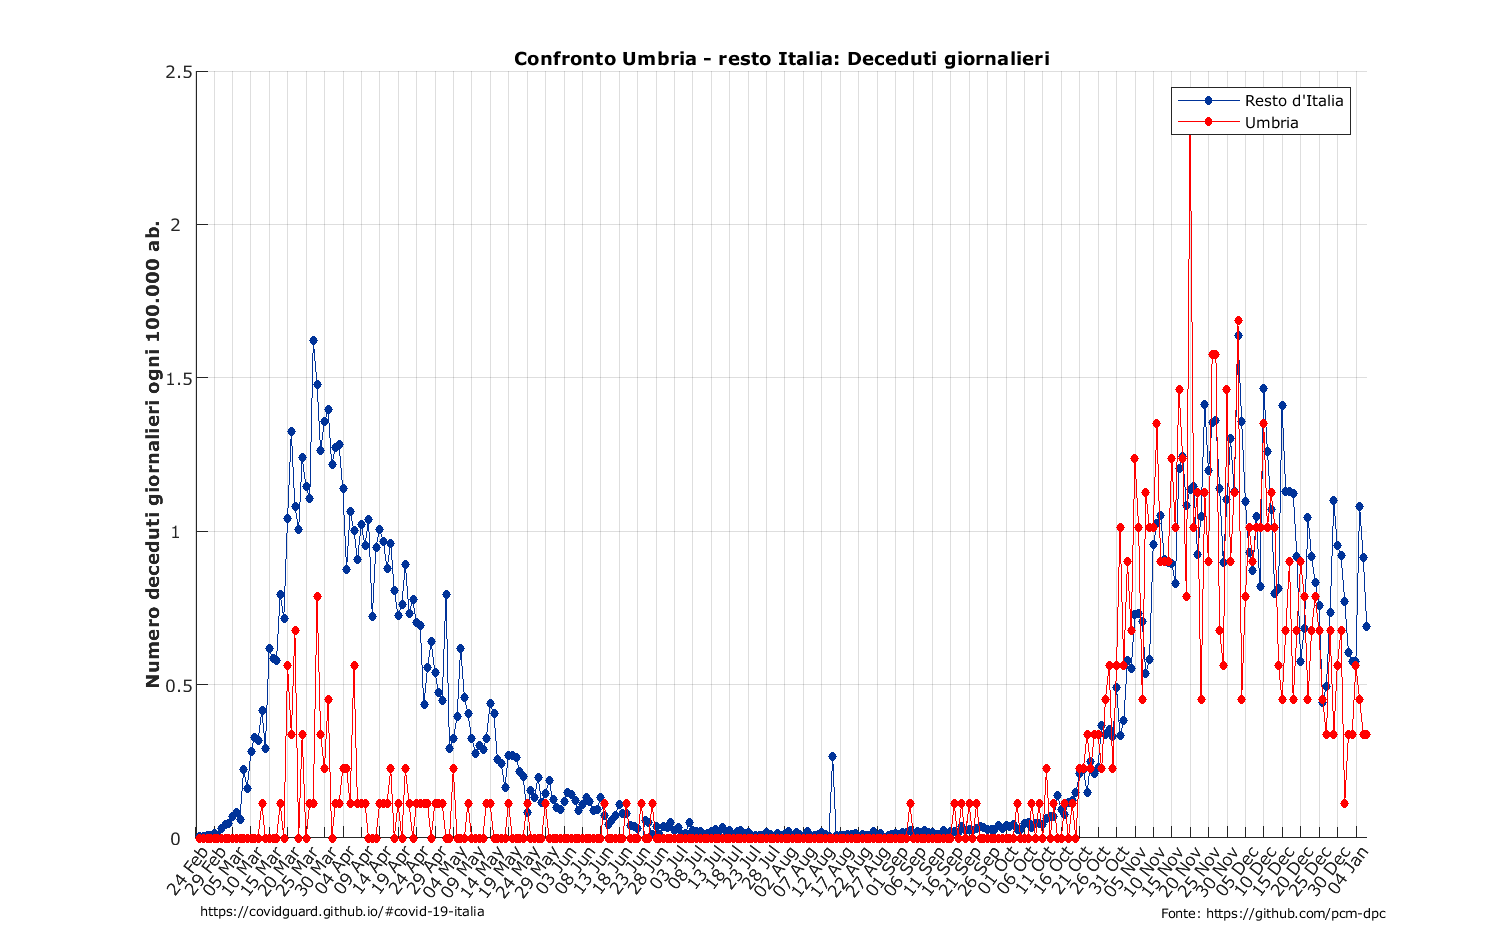 Confronto Umbria - resto Italia: Deceduti giornalieri
Resto d'Italia
Umbria
Numero deceduti giornalieri ogni 100.000 ab.
2.5
2
1.5
1
0.5
0
24 Feb
29 Feb
05 Mar
10 Mar
15 Mar
20 Mar
25 Mar
30 Mar
04 Apr
09 Apr
14 Apr
19 Apr
24 Apr
29 Apr
04 May
09 May
14 May
19 May
24 May
29 May
03 Jun
08 Jun
13 Jun
18 Jun
23 Jun
28 Jun
03 Jul
08 Jul
13 Jul
18 Jul
23 Jul
28 Jul
02 Aug
07 Aug
12 Aug
17 Aug
22 Aug
27 Aug
01 Sep
06 Sep
11 Sep
16 Sep
21 Sep
26 Sep
01 Oct
06 Oct
11 Oct
16 Oct
21 Oct
26 Oct
31 Oct
05 Nov
10 Nov
15 Nov
20 Nov
25 Nov
30 Nov
05 Dec
10 Dec
15 Dec
20 Dec
25 Dec
30 Dec
04 Jan
https://covidguard.github.io/#covid-19-italia
Fonte: https://github.com/pcm-dpc